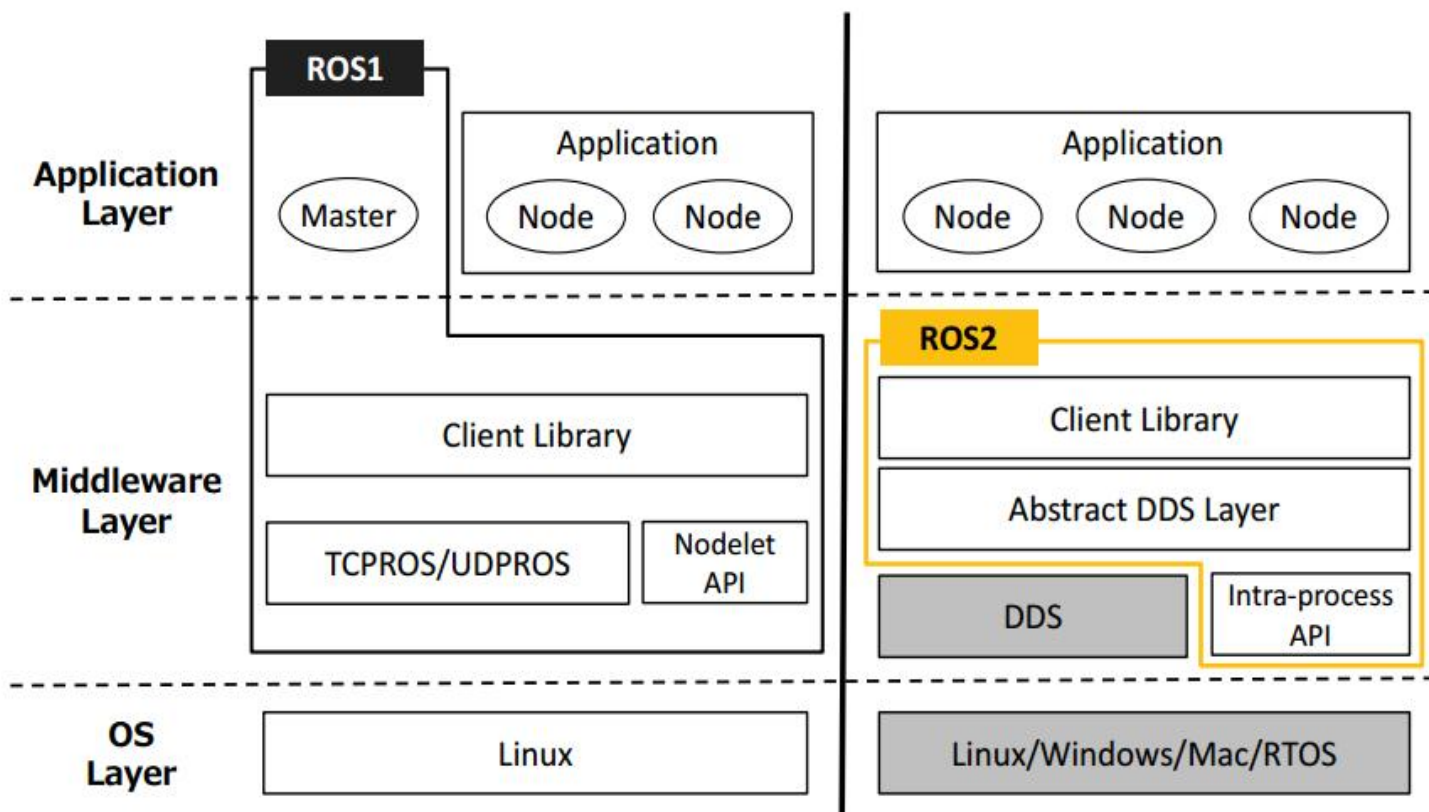 ROS1
Application
Layer
Master
Application
Node
Node
Application
Node
Node
Node
Middleware
Layer
Client Library
TCPROS/UDPROS
Nodelet
API
ROS2
Client Library
Abstract DDS Layer
DDS
Intra-process
API
OS
Layer
Linux
Linux/Windows/Mac/RTOS